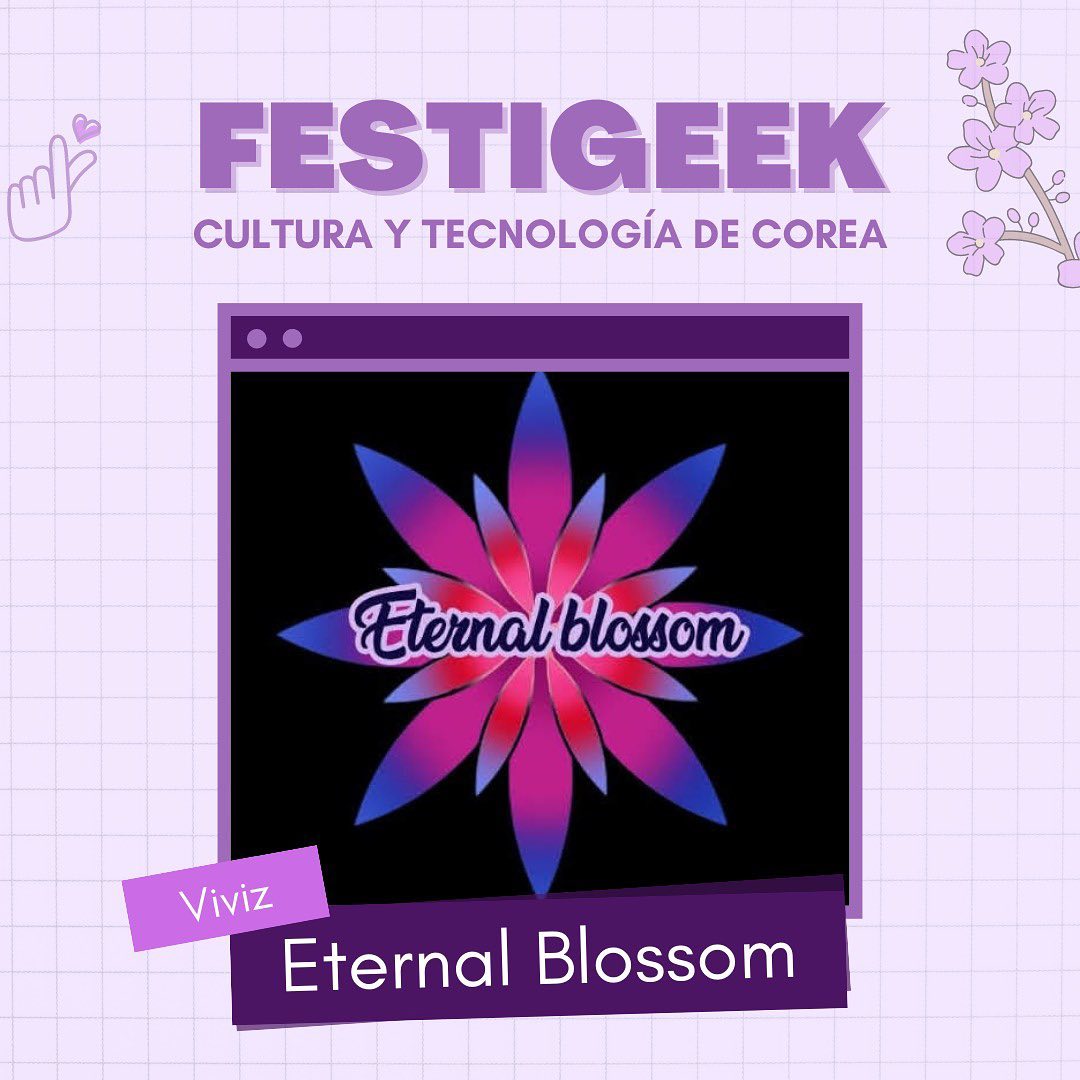 FESTIGEEK
CULTURA Y TECNOLOGÍA DE COREA
Eternal blossom
Viviz
Eternal Blossom